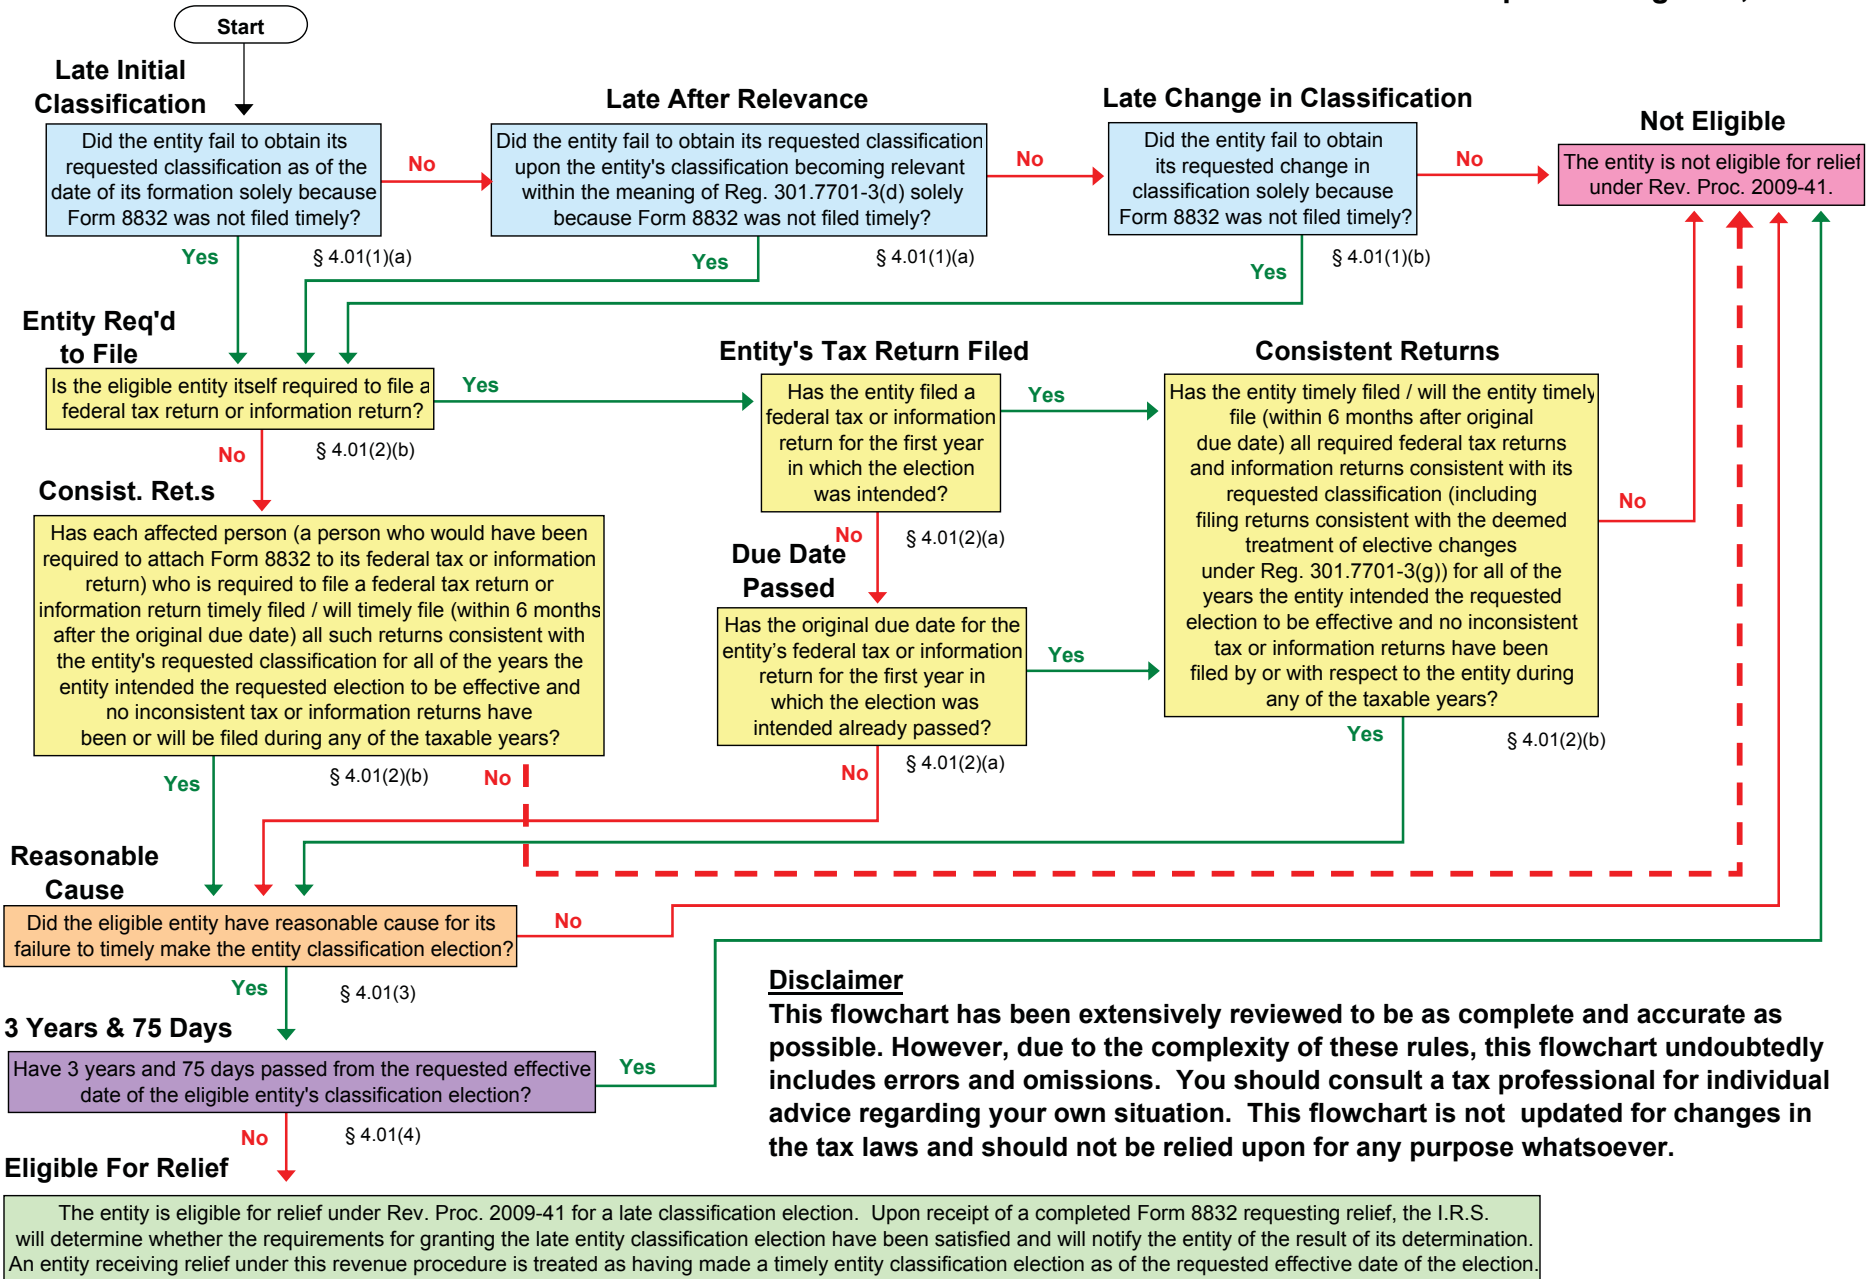 Start
Late Initial
Classification
Did the entity fail to obtain its
requested classification as of the
date of its formation solely because
Form 8832 was not filed timely?
No
Yes
§ 4.01(1)(a)
Late After Relevance
Did the entity fail to obtain its requested classification
upon the entity's classification becoming relevant
within the meaning of Reg. 301.7701-3(d) solely
because Form 8832 was not filed timely?
No
Yes
§ 4.01(1)(a)
Late Change in Classification
Did the entity fail to obtain
its requested change in
classification solely because
Form 8832 was not filed timely?
No
Yes
§ 4.01(1)(b)
Not Eligible
The entity is not eligible for relief
under Rev. Proc. 2009-41.
Entity Req'd
to File
Is the eligible entity itself required to file a
federal tax return or information return?
Yes
No
§ 4.01(2)(b)
Entity's Tax Return Filed
Has the entity filed a
federal tax or information
return for the first year
in which the election
was intended?
Yes
No
§ 4.01(2)(a)
Consistent Returns
Has the entity timely filed / will the entity timely
file (within 6 months after original
due date) all required federal tax returns
and information returns consistent with its
requested classification (including
filing returns consistent with the deemed
treatment of elective changes
under Reg. 301.7701-3(g)) for all of the
years the entity intended the requested
election to be effective and no inconsistent
tax or information returns have been
filed by or with respect to the entity during
any of the taxable years?
No
Yes
§ 4.01(2)(b)
Consist. Ret.s
Has each affected person (a person who would have been
required to attach Form 8832 to its federal tax or information
return) who is required to file a federal tax return or
information return timely filed / will timely file (within 6 months
after the original due date) all such returns consistent with
the entity's requested classification for all of the years the
entity intended the requested election to be effective and
no inconsistent tax or information returns have
been or will be filed during any of the taxable years?
Yes
§ 4.01(2)(b)
No
Due Date
Passed
Has the original due date for the
entity’s federal tax or information
return for the first year in
which the election was
intended already passed?
Yes
No
§ 4.01(2)(a)
Reasonable
Cause
Did the eligible entity have reasonable cause for its
failure to timely make the entity classification election?
No
Yes
§ 4.01(3)
3 Years & 75 Days
Have 3 years and 75 days passed from the requested effective
date of the eligible entity's classification election?
Yes
No
§ 4.01(4)
Disclaimer
This flowchart has been extensively reviewed to be as complete and accurate as
possible. However, due to the complexity of these rules, this flowchart undoubtedly
includes errors and omissions. You should consult a tax professional for individual
advice regarding your own situation. This flowchart is not updated for changes in
the tax laws and should not be relied upon for any purpose whatsoever.
Eligible For Relief
The entity is eligible for relief under Rev. Proc. 2009-41 for a late classification election. Upon receipt of a completed Form 8832 requesting relief, the I.R.S.
will determine whether the requirements for granting the late entity classification election have been satisfied and will notify the entity of the result of its determination.
An entity receiving relief under this revenue procedure is treated as having made a timely entity classification election as of the requested effective date of the election.